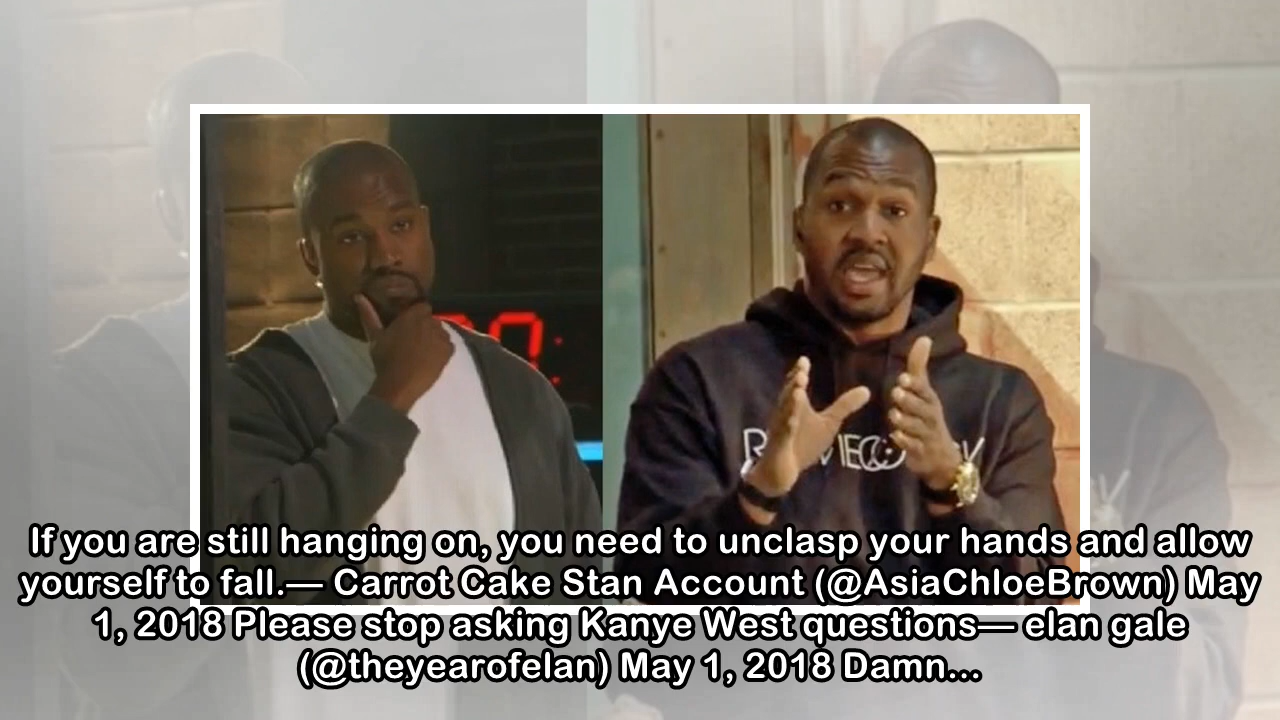 If you are still hanging on, you need to unclasp your hands and allow
yourself to fall.— Carrot Cake Stan Account (@AsiaChloeBrown) May
1, 2018 Please stop asking Kanye West questions— elan gale
(@theyearofelan) May 1, 2018 Damn...